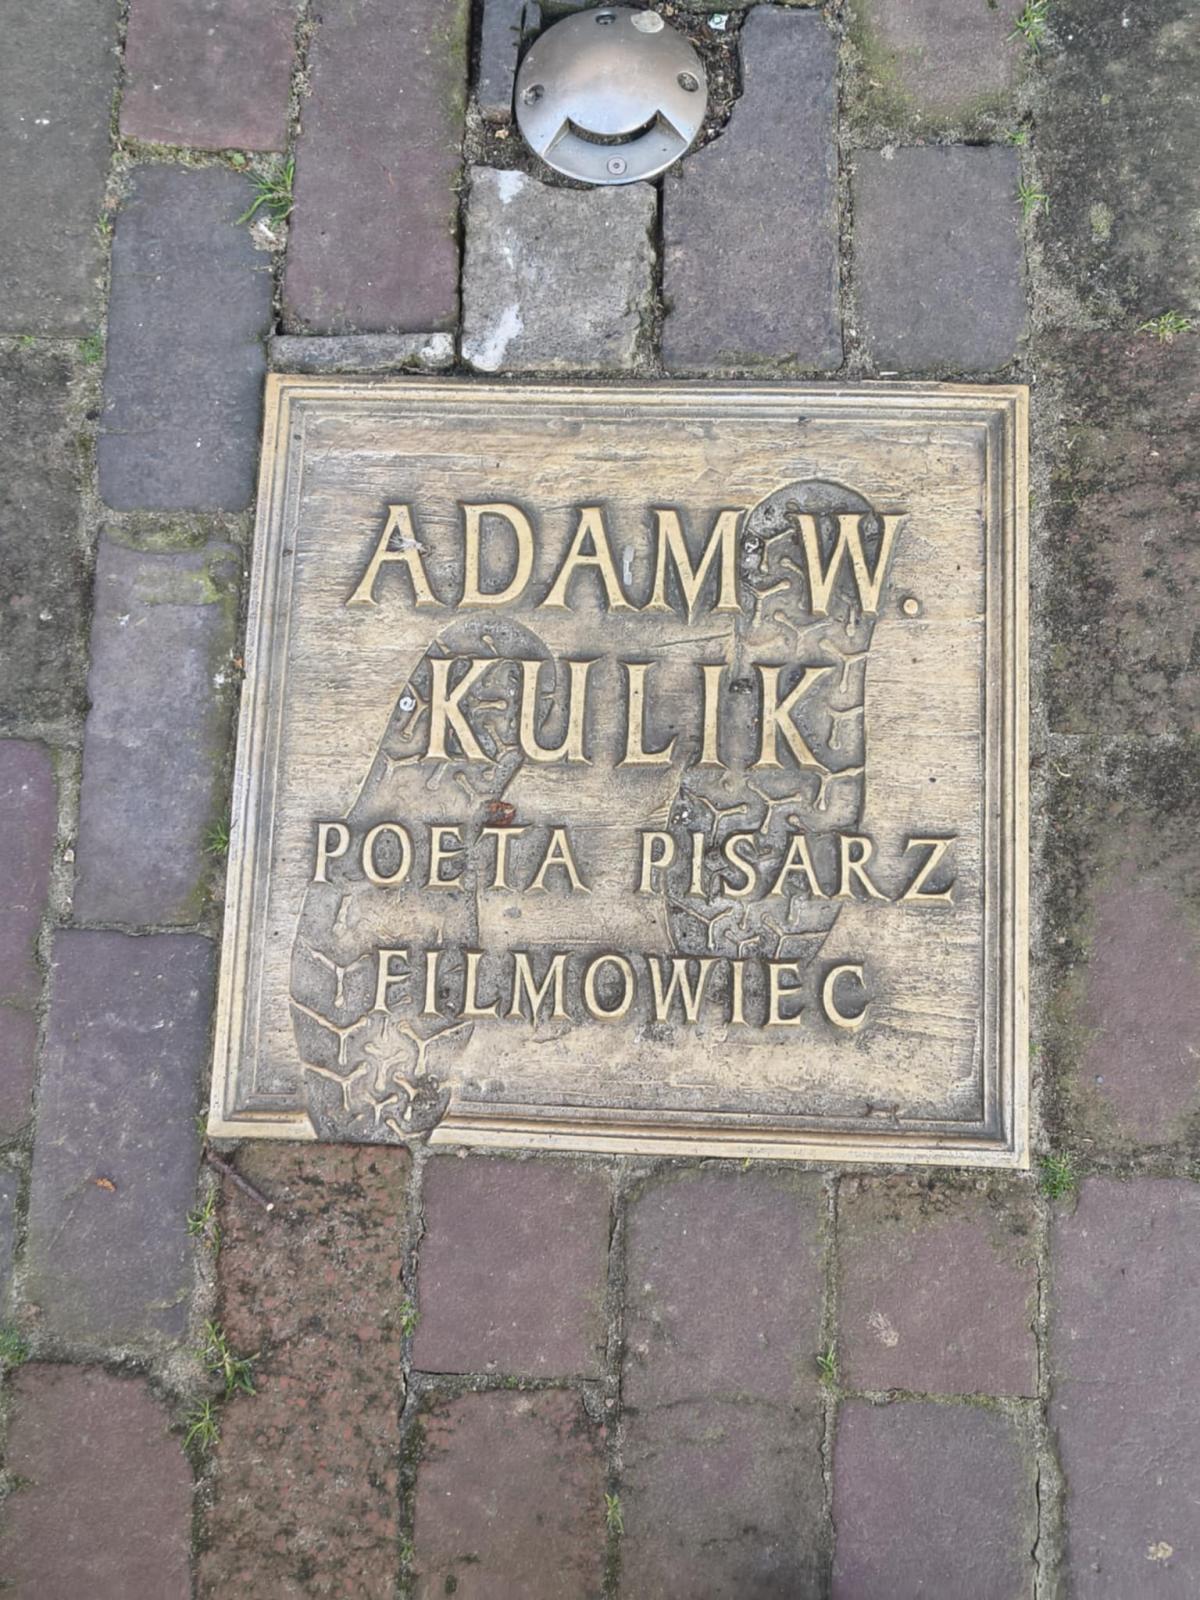 ADAM W.
KULIK
POETA PISARZ
FILMOWIEC